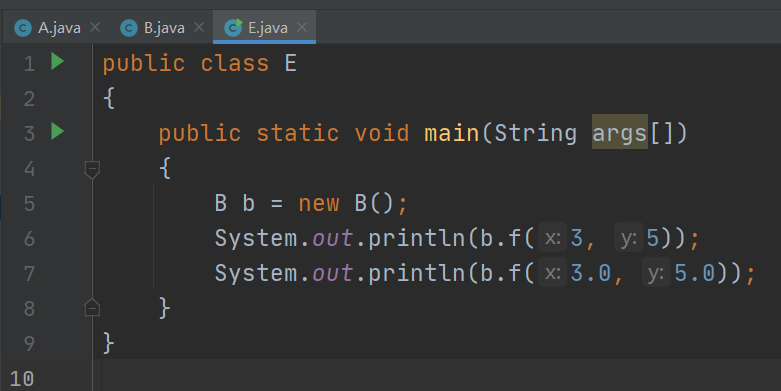 A.java B.java E.java
1 public class E
2 {
3 public static void main(String args[])
4 {
5 B b = new B();
6 System.out.println(b.f( x: 3, y: 5));
7 System.out.println(b.f( x: 3.0, y: 5.0));
8 }
9 }
10